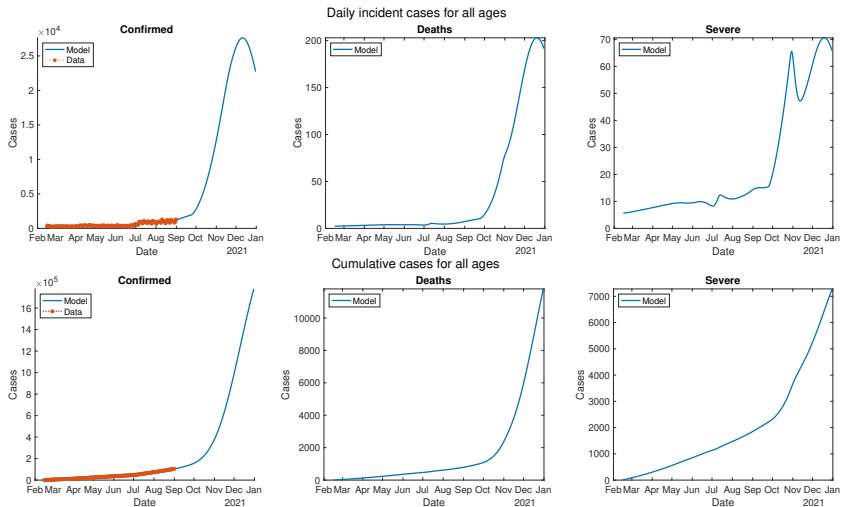 Daily incident cases for all ages
Confirmed
×10^4
Model
Data
Cases
2.5
2
1.5
1
0.5
0
Feb Mar Apr May Jun Jul Aug Sep Oct Nov Dec Jan
Date
2021
Deaths
Model
Cases
200
150
100
50
0
Feb Mar Apr May Jun Jul Aug Sep Oct Nov Dec Jan
Date
2021
Severe
Model
Cases
70
60
50
40
30
20
10
0
Feb Mar Apr May Jun Jul Aug Sep Oct Nov Dec Jan
Date
2021
Cumulative cases for all ages
Confirmed
×10^5
Model
Data
Cases
16
14
12
10
8
6
4
2
0
Feb Mar Apr May Jun Jul Aug Sep Oct Nov Dec Jan
Date
2021
Deaths
Model
Cases
10000
8000
6000
4000
2000
0
Feb Mar Apr May Jun Jul Aug Sep Oct Nov Dec Jan
Date
2021
Severe
Model
Cases
7000
6000
5000
4000
3000
2000
1000
0
Feb Mar Apr May Jun Jul Aug Sep Oct Nov Dec Jan
Date
2021